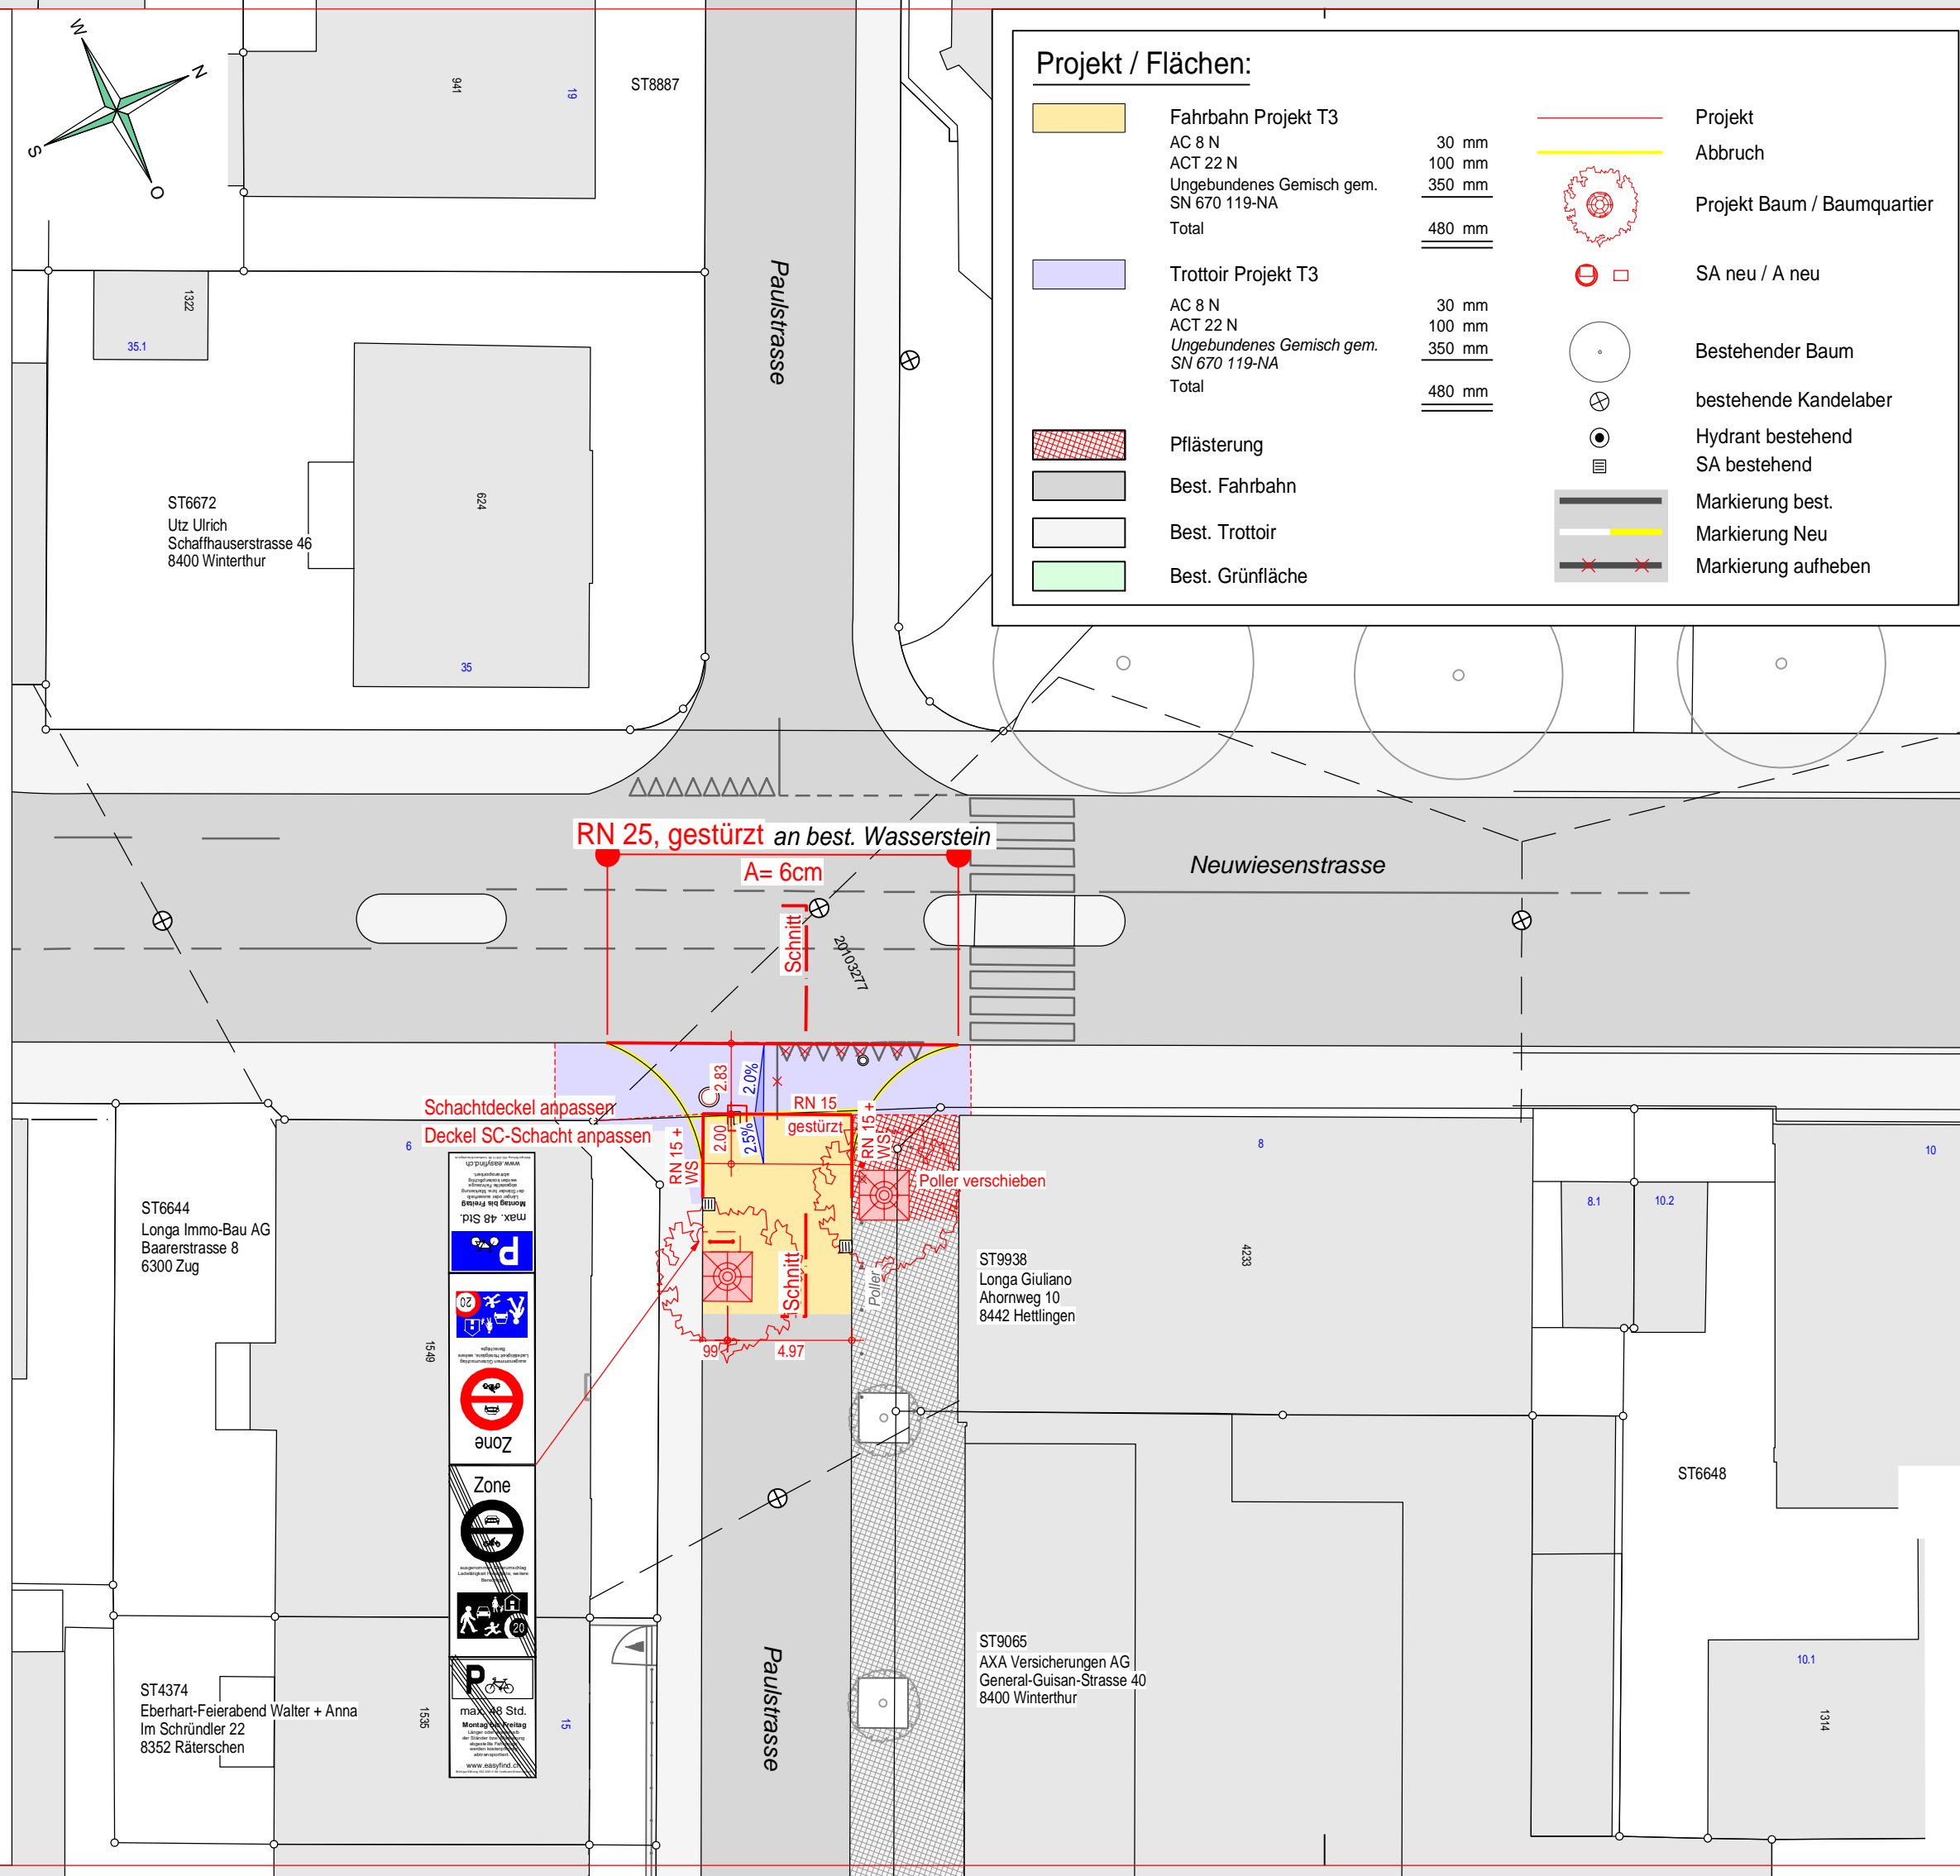 Projekt / Flächen:
Fahrbahn Projekt T3
AC 8 N 30 mm
ACT 22 N 100 mm
Ungebundenes Gemisch gem. 350 mm
SN 670 119-NA
Total 480 mm
Trottoir Projekt T3
AC 8 N 30 mm
ACT 22 N 100 mm
Ungebundenes Gemisch gem. 350 mm
SN 670 119-NA
Total 480 mm
Pflästerung
Best. Fahrbahn
Best. Trottoir
Best. Grünfläche
Projekt
Abbruch
Projekt Baum / Baumquartier
SA neu / A neu
Bestehender Baum
bestehende Kandelaber
Hydrant bestehend
SA bestehend
Markierung best.
Markierung Neu
Markierung aufheben
W
N
S
O
941
19
ST8887
1322
35.1
Paulstrasse
624
ST6672
Utz Ulrich
Schaffhauserstrasse 46
8400 Winterthur
35
RN 25, gestürzt an best. Wasserstein
A= 6cm
Neuwiesenstrasse
Schnitt
20103277
2.83
2.0%
Schachtdeckel anpassen
Deckel SC-Schacht anpassen
RN 15
gestürzt
RN 15 +
WS
2.00
2.5%
RN 15 +
WS
Poller verschieben
6
8
10
8.1
10.2
ST6644
Longa Immo-Bau AG
Baarerstrasse 8
6300 Zug
ST9938
Longa Giuliano
Ahornweg 10
8442 Hettlingen
4233
Schnitt
Poller
99
4.97
1549
www.easyfind.ch
Montag bis Freitag
max. 48 Std.
P
20
Zone
Zone
20
P
max. 48 Std.
Montag bis Freitag
www.easyfind.ch
ST6648
ST9065
AXA Versicherungen AG
General-Guisan-Strasse 40
8400 Winterthur
10.1
1314
ST4374
Eberhart-Feierabend Walter + Anna
Im Schründler 22
8352 Räterschen
1535
15
Paulstrasse